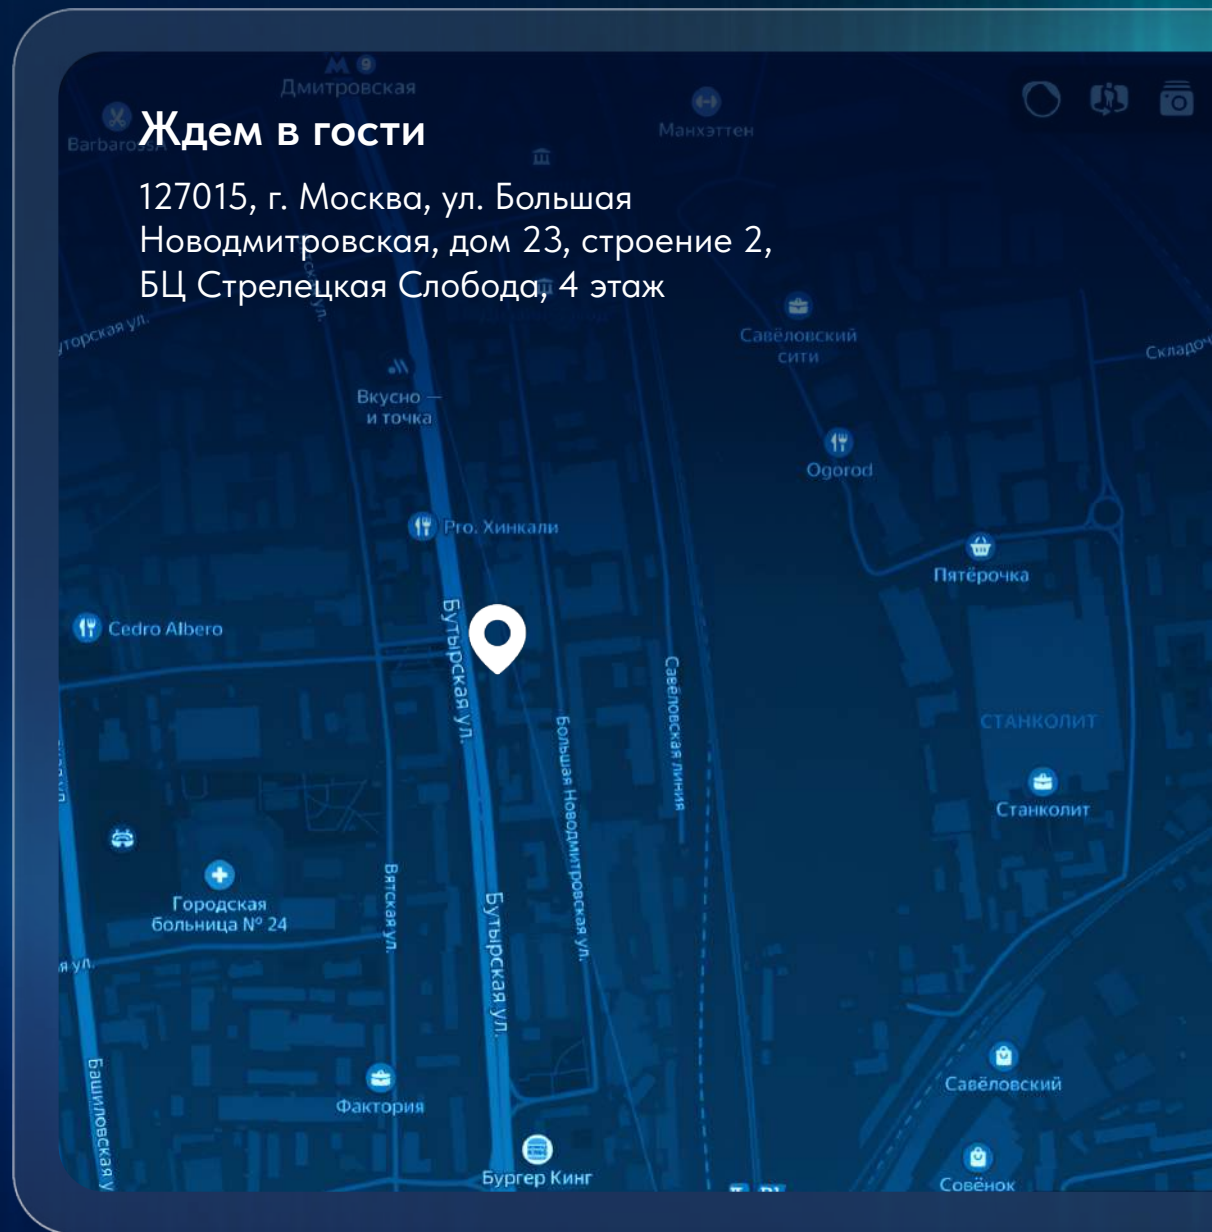 9
Дмитровская
Манхэттен
Ждем в гости
127015, г. Москва, ул. Большая
Новодмитровская, дом 23, строение 2,
БЦ Стрелецкая Слобода, 4 этаж
Савёловский
сити
Вкусно —
и точка
Ogorod
Pro. Хинкали
Пятёрочка
Cedro Albero
Бутырская ул.
Савёловская линия
Большая Новодмитровская ул.
СТАНКОЛИТ
Станколит
Городская
больница № 24
Вятская ул.
Бутырская ул.
Савёловский
Фактория
Бургер Кинг
Совёнок